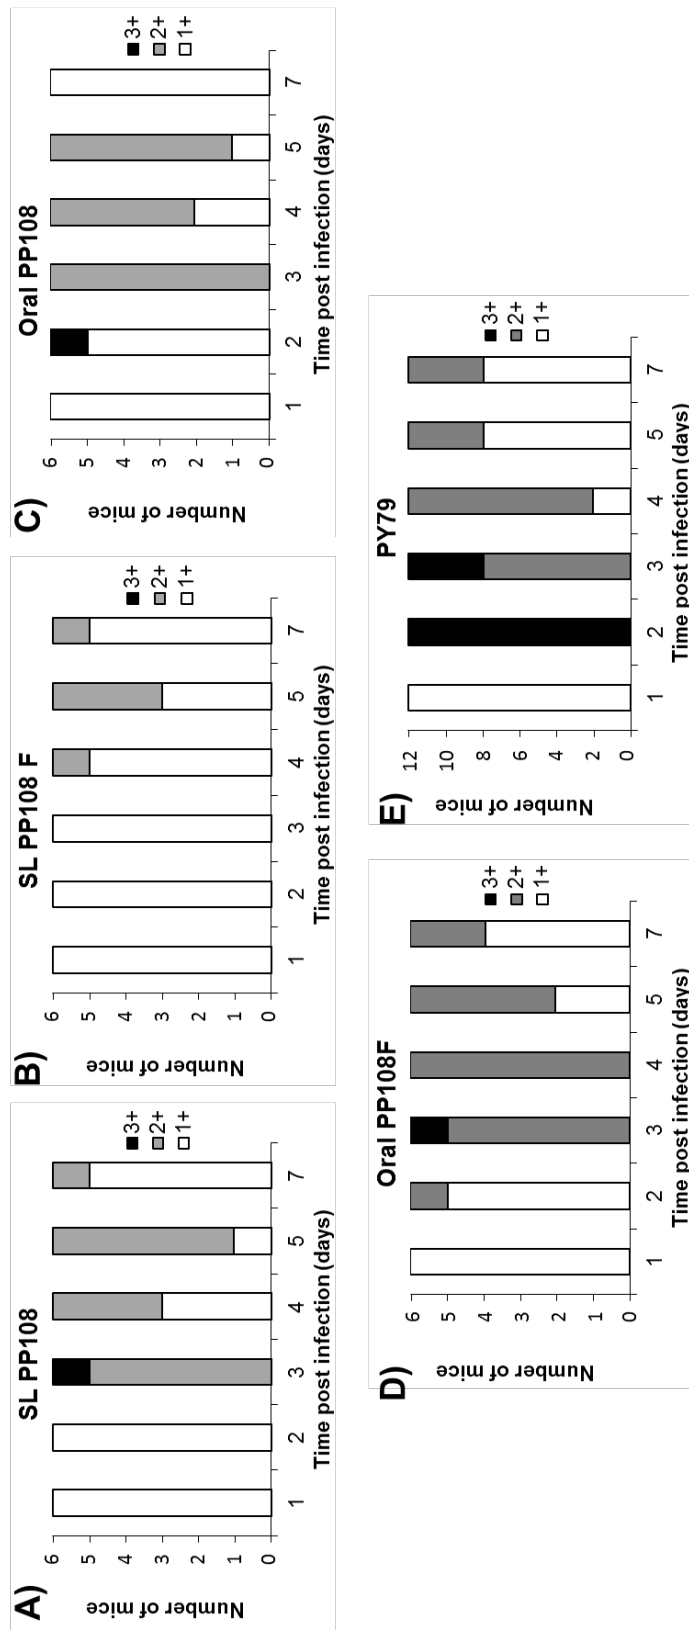 A)
SL PP108
Number of mice
6
5
4
3
2
1
0
1 2 3 4 5 7
Time post infection (days)
3+
2+
1+
B)
SL PP108 F
Number of mice
6
5
4
3
2
1
0
1 2 3 4 5 7
Time post infection (days)
3+
2+
1+
C)
Oral PP108
Number of mice
6
5
4
3
2
1
0
1 2 3 4 5 7
Time post infection (days)
3+
2+
1+
D)
Oral PP108F
Number of mice
6
5
4
3
2
1
0
1 2 3 4 5 7
Time post infection (days)
3+
2+
1+
E)
PY79
Number of mice
12
10
8
6
4
2
0
1 2 3 4 5 7
Time post infection (days)
3+
2+
1+